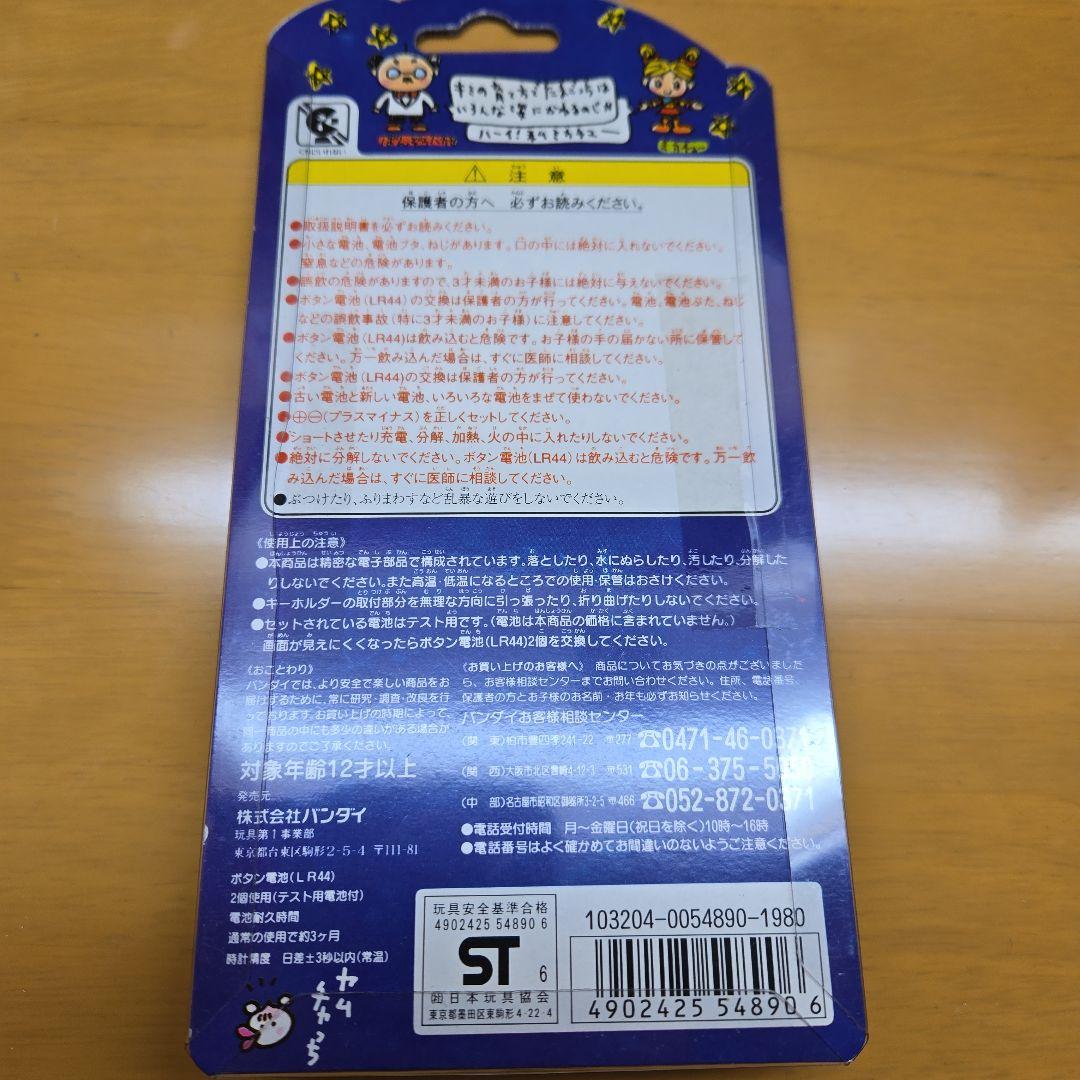 キミの育て方でたまごっちは
いろんな姿にかわるのぢゃ
ハーイ!私ミカチュー
ミカチュー
口にいれない
注意
保護者の方へ 必ずお読みください。
●取扱説明書を必ずお読みください。
●小さな電池、電池ブタ、ねじがあります。口の中には絶対に入れないでください。
窒息などの危険があります。
●誤飲の危険がありますので、3才未満のお子様には絶対に与えないでください。
●ボタン電池(LR44)の交換は保護者の方が行ってください。電池、電池ぶた、ねじ
などの誤飲事故(特に3才未満のお子様)に注意してください。
●ボタン電池(LR44)は飲み込むと危険です。お子様の手の届かない所に保管して
ください。万一飲み込んだ場合は、すぐに医師に相談してください。
●ボタン電池(LR44)の交換は保護者の方が行ってください。
●古い電池と新しい電池、いろいろな電池をまぜて使わないでください。
●⊕⊖(プラスマイナス)を正しくセットしてください。
●ショートさせたり充電、分解、加熱、火の中に入れたりしないでください。
●絶対に分解しないでください。ボタン電池(LR44)は飲み込むと危険です。万一飲
み込んだ場合は、すぐに医師に相談してください。
●ぶつけたり、ふりまわすなど乱暴な遊びをしないでください。
《使用上の注意》
●本商品は精密な電子部品で構成されています。落としたり、水にぬらしたり、汚したり、分解した
りしないでください。また高温・低温になるところでの使用・保管はおさけください。
●キーホルダーの取付部分を無理な方向に引っ張ったり、折り曲げたりしないでください。
●セットされている電池はテスト用です。(電池は本商品の価格に含まれていません。)
画面が見えにくくなったらボタン電池(LR44)2個を交換してください。
《おことわり》
バンダイでは、より安全で楽しい商品をお
届けするために、常に研究・調査・改良を行
っております。お買い上げの時期によって、
同一商品の中にも多少の違いがある場合が
ありますのでご了承ください。
対象年齢12才以上
発売元
株式会社バンダイ
玩具第1事業部
東京都台東区駒形2-5-4 〒111-81
ボタン電池(LR44)
2個使用(テスト用電池付)
電池耐久時間
通常の使用で約3ヶ月
時計精度 日差±3秒以内(常温)
《お買い上げのお客様へ》 商品についてお気づきの点がございました
ら、お客様相談センターまでお問い合わせください。住所、電話番号、
保護者の方とお子様のお名前・お年も必ずお知らせください。
バンダイお客様相談センター
(関 東)柏市豊四季241-22 〒277 ☎0471-46-0371
(関 西)大阪市北区豊崎4-12-3 〒531 ☎06-375-5050
(中 部)名古屋市昭和区御器所3-2-5 〒466 ☎052-872-0371
●電話受付時間 月〜金曜日(祝日を除く)10時〜16時
●電話番号はよく確かめてお間違いのないようご注意ください。
玩具安全基準合格
4902425 54890 6
ST 6
㈶日本玩具協会
東京都墨田区東駒形4-22-4
103204-0054890-1980
4902425 548906